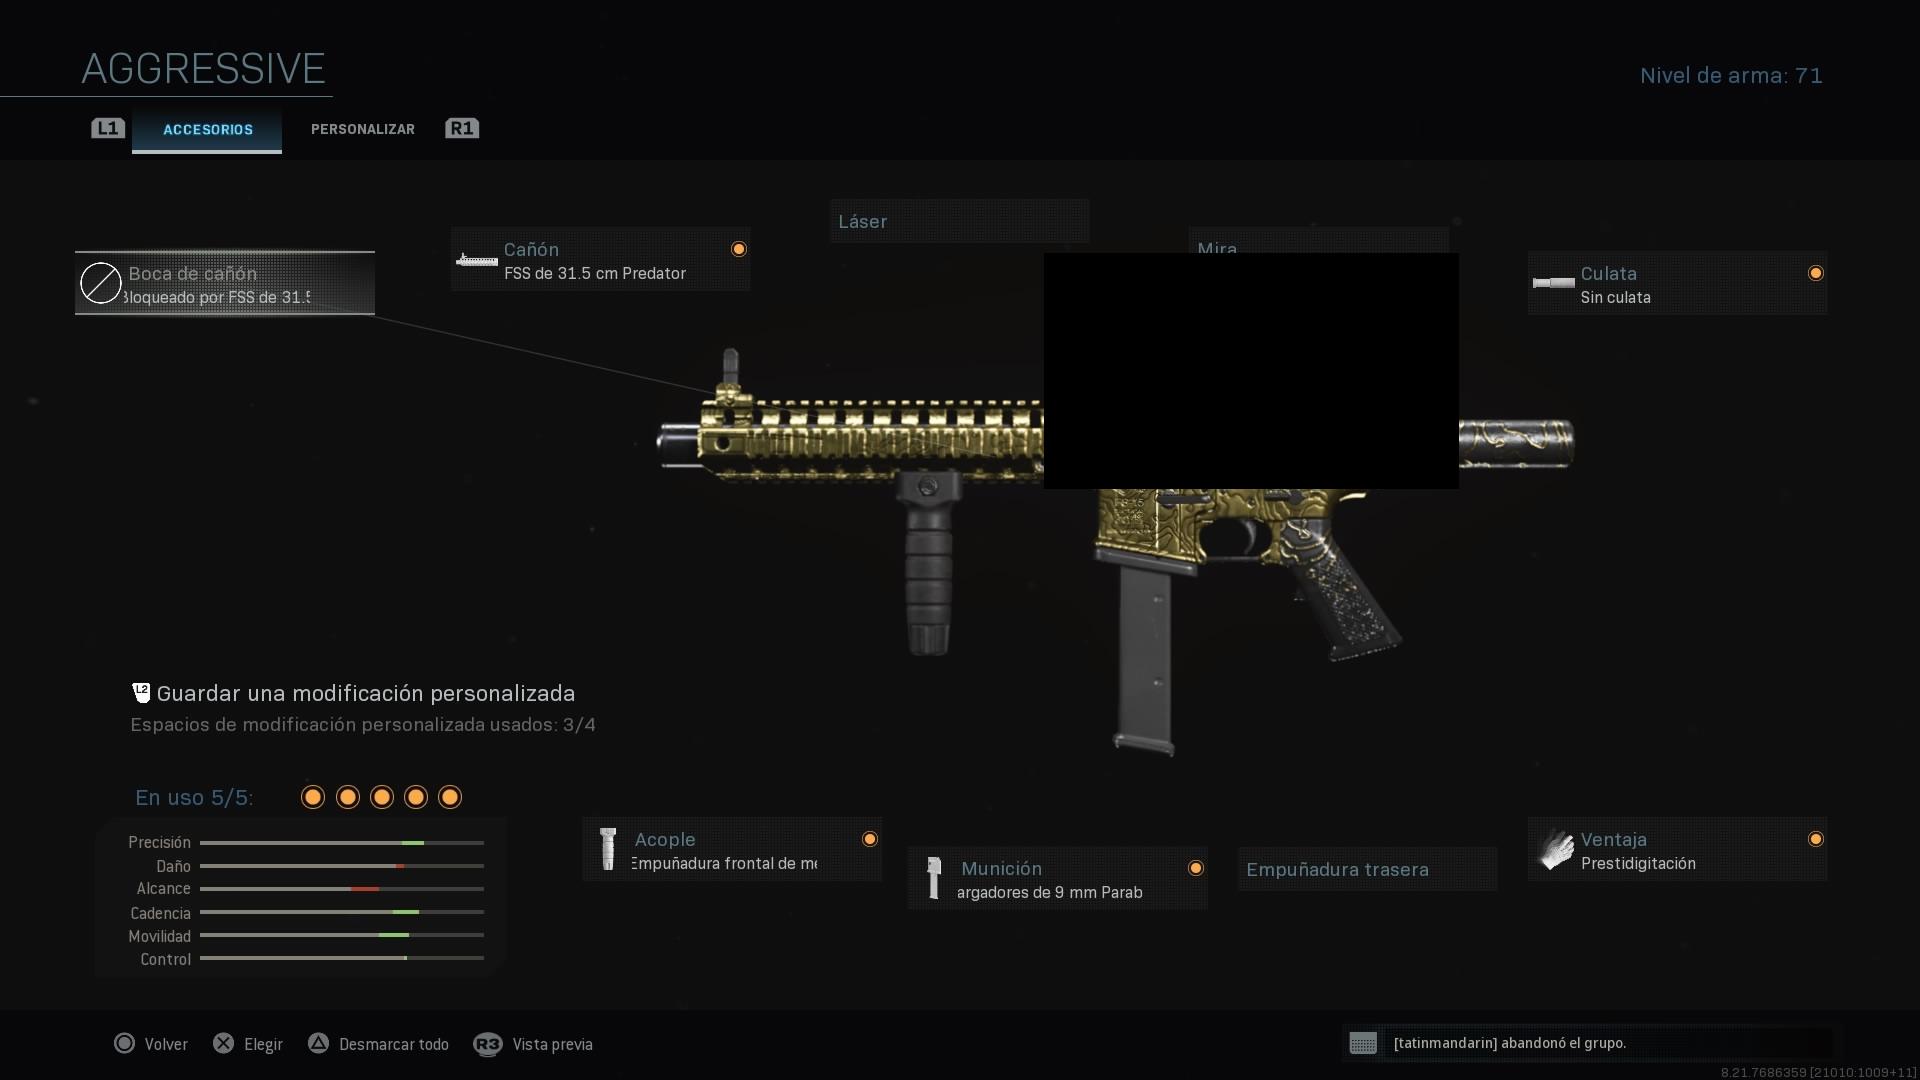 AGGRESSIVE
Nivel de arma: 71
L1 ACCESORIOS PERSONALIZAR R1
Láser
Cañón
FSS de 31.5 cm Predator
Mira
Boca de cañón
Bloqueado por FSS de 31.5
Culata
Sin culata
L2 Guardar una modificación personalizada
Espacios de modificación personalizada usados: 3/4
En uso 5/5:
Precisión
Daño
Alcance
Cadencia
Movilidad
Control
Acople
Empuñadura frontal de me
Munición
argadores de 9 mm Parab
Empuñadura trasera
Ventaja
Prestidigitación
Volver Elegir Desmarcar todo R3 Vista previa
[tatinmandarin] abandonó el grupo.
8.21.7686359 [21010:1009+11]